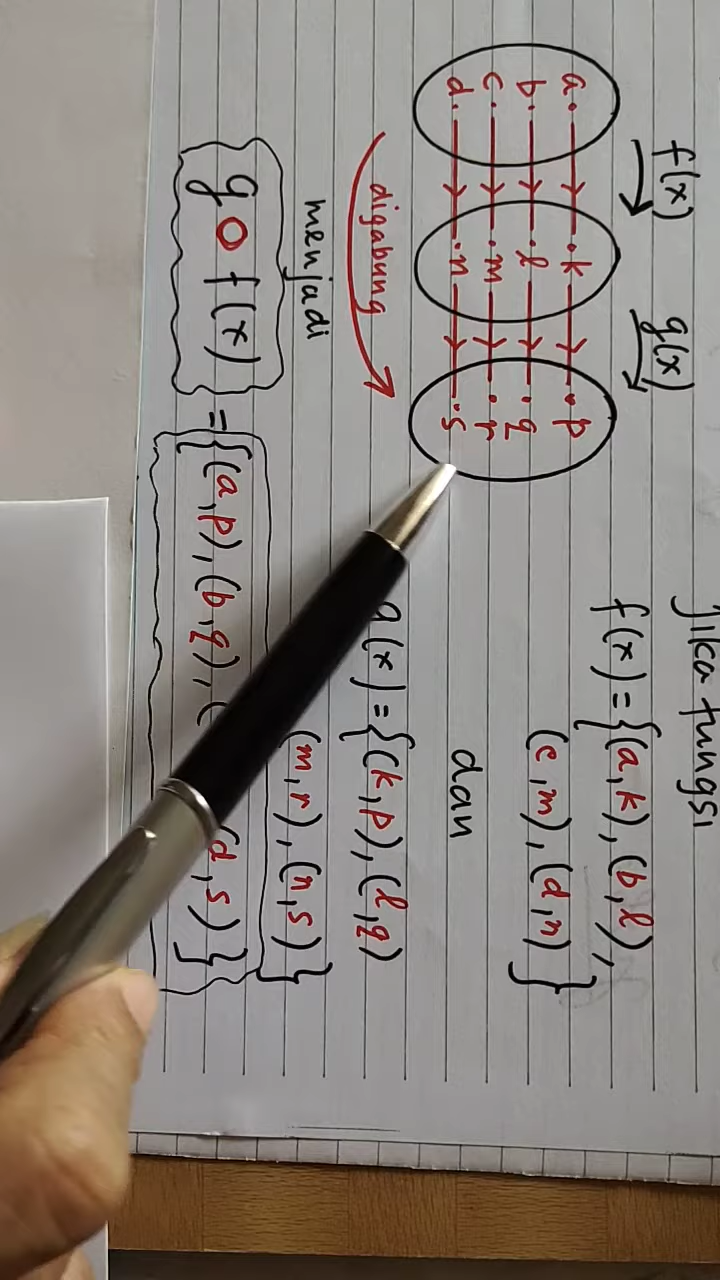 f(x) g(x)
a. .k .p
b. .l .q
c. .m .r
d. .n .s
digabung
menjadi
g o f(x) = {(a,p), (b,q), ( d,s)}
Jika fungsi
f(x) = {(a,k), (b,l),
(c,m), (d,n)}
dan
g(x) = {(k,p), (l,q)
(m,r), (n,s)}